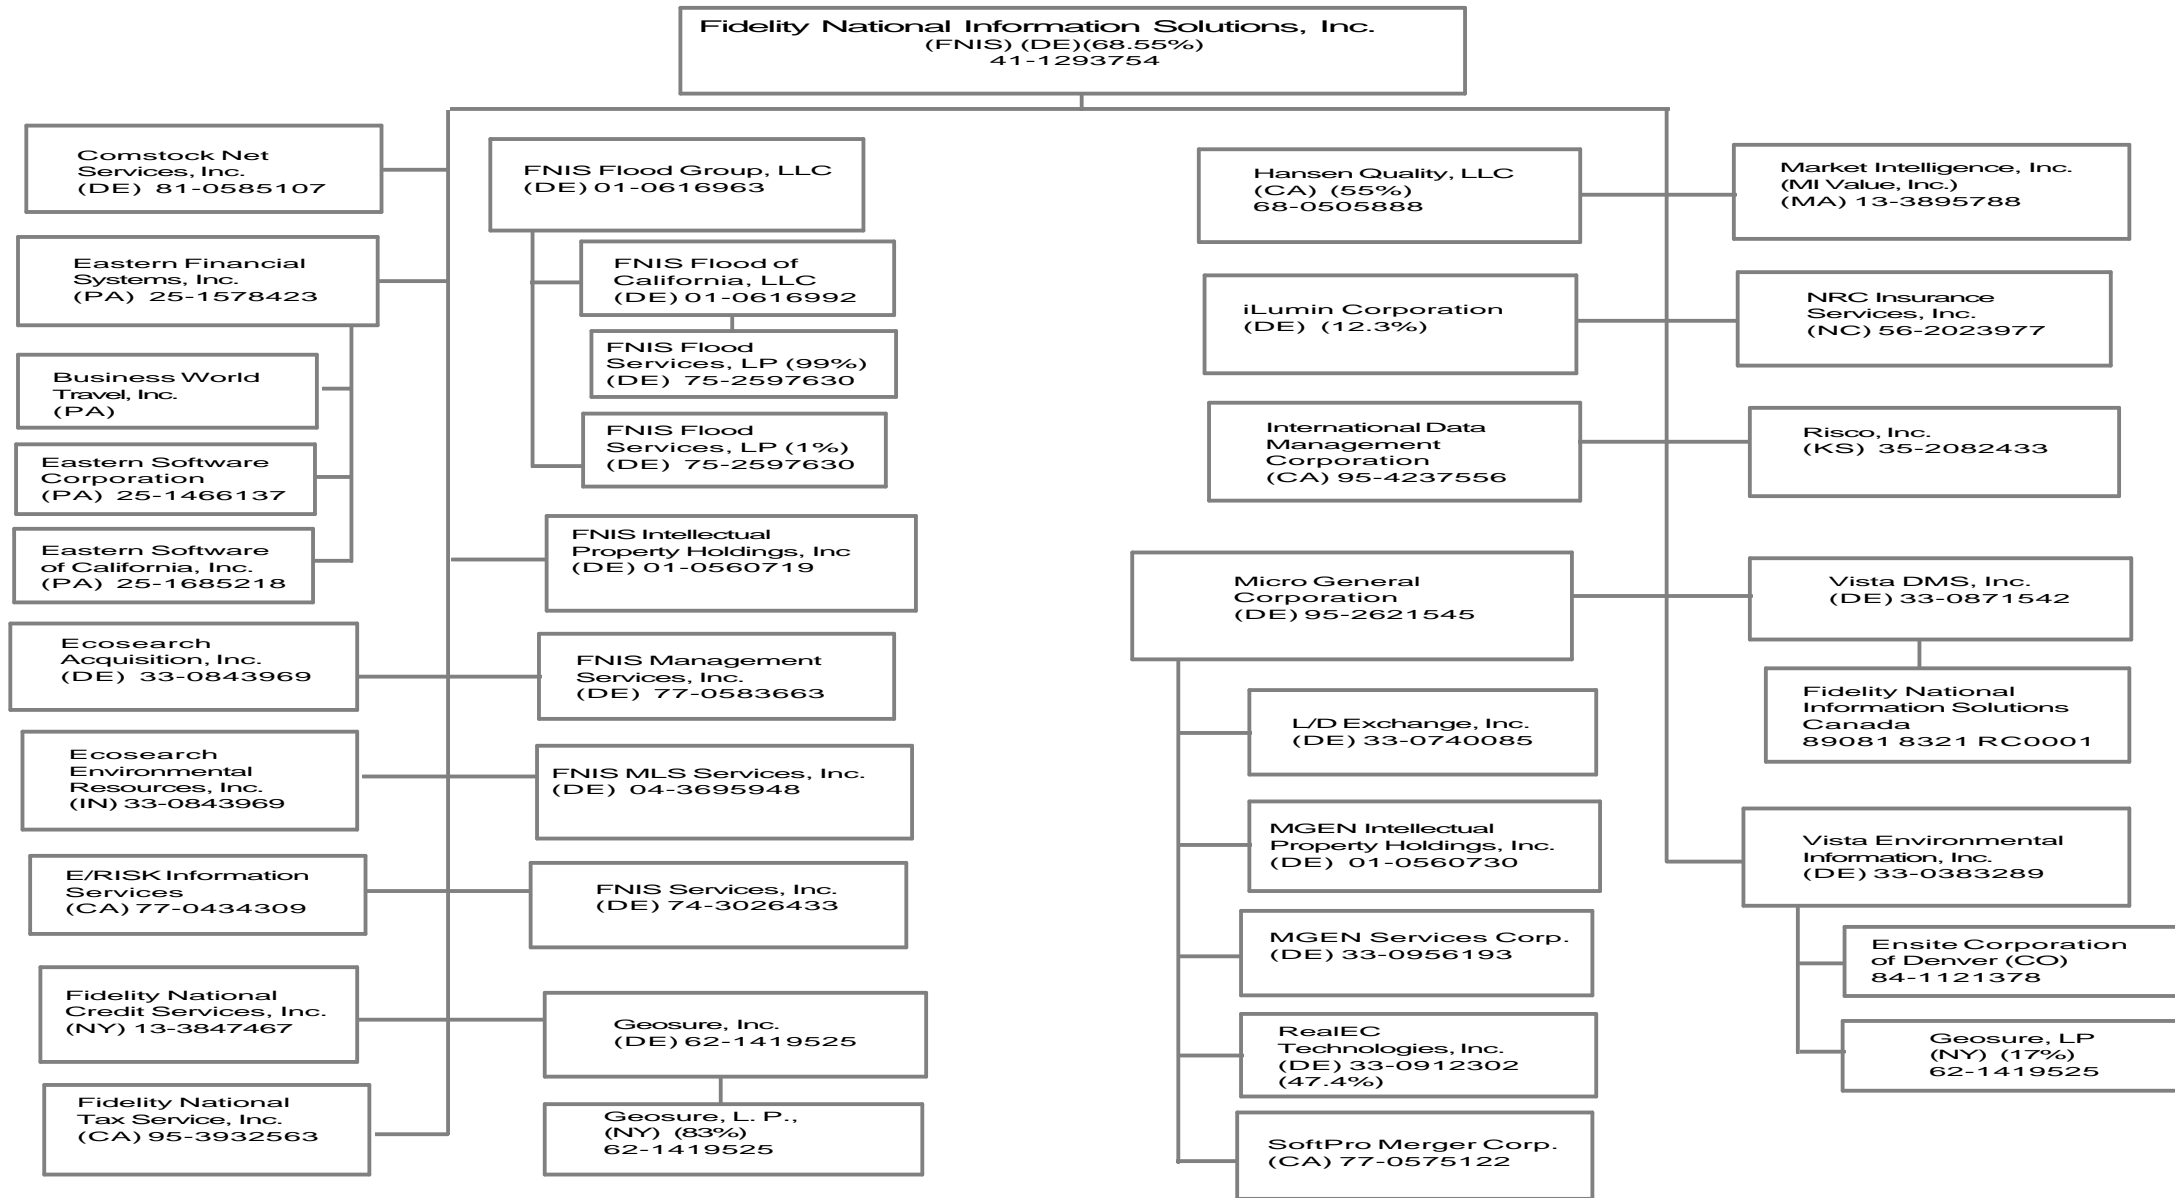 Fidelity National Information Solutions, Inc.
(FNIS) (DE)(68.55%)
41-1293754
Comstock Net
Services, Inc.
(DE) 81-0585107
Eastern Financial
Systems, Inc.
(PA) 25-1578423
Business World
Travel, Inc.
(PA)
Eastern Software
Corporation
(PA) 25-1466137
Eastern Software
of California, Inc.
(PA) 25-1685218
Ecosearch
Acquisition, Inc.
(DE) 33-0843969
Ecosearch
Environmental
Resources, Inc.
(IN) 33-0843969
E/RISK Information
Services
(CA) 77-0434309
Fidelity National
Credit Services, Inc.
(NY) 13-3847467
Fidelity National
Tax Service, Inc.
(CA) 95-3932563
FNIS Flood Group, LLC
(DE) 01-0616963
FNIS Flood of
California, LLC
(DE) 01-0616992
FNIS Flood
Services, LP (99%)
(DE) 75-2597630
FNIS Flood
Services, LP (1%)
(DE) 75-2597630
FNIS Intellectual
Property Holdings, Inc
(DE) 01-0560719
FNIS Management
Services, Inc.
(DE) 77-0583663
FNIS MLS Services, Inc.
(DE) 04-3695948
FNIS Services, Inc.
(DE) 74-3026433
Geosure, Inc.
(DE) 62-1419525
Geosure, L. P.,
(NY) (83%)
62-1419525
Hansen Quality, LLC
(CA) (55%)
68-0505888
iLumin Corporation
(DE) (12.3%)
International Data
Management
Corporation
(CA) 95-4237556
Micro General
Corporation
(DE) 95-2621545
L/D Exchange, Inc.
(DE) 33-0740085
MGEN Intellectual
Property Holdings, Inc.
(DE) 01-0560730
MGEN Services Corp.
(DE) 33-0956193
RealEC
Technologies, Inc.
(DE) 33-0912302
(47.4%)
SoftPro Merger Corp.
(CA) 77-0575122
Market Intelligence, Inc.
(MI Value, Inc.)
(MA) 13-3895788
NRC Insurance
Services, Inc.
(NC) 56-2023977
Risco, Inc.
(KS) 35-2082433
Vista DMS, Inc.
(DE) 33-0871542
Fidelity National
Information Solutions
Canada
89081 8321 RC0001
Vista Environmental
Information, Inc.
(DE) 33-0383289
Ensite Corporation
of Denver (CO)
84-1121378
Geosure, LP
(NY) (17%)
62-1419525